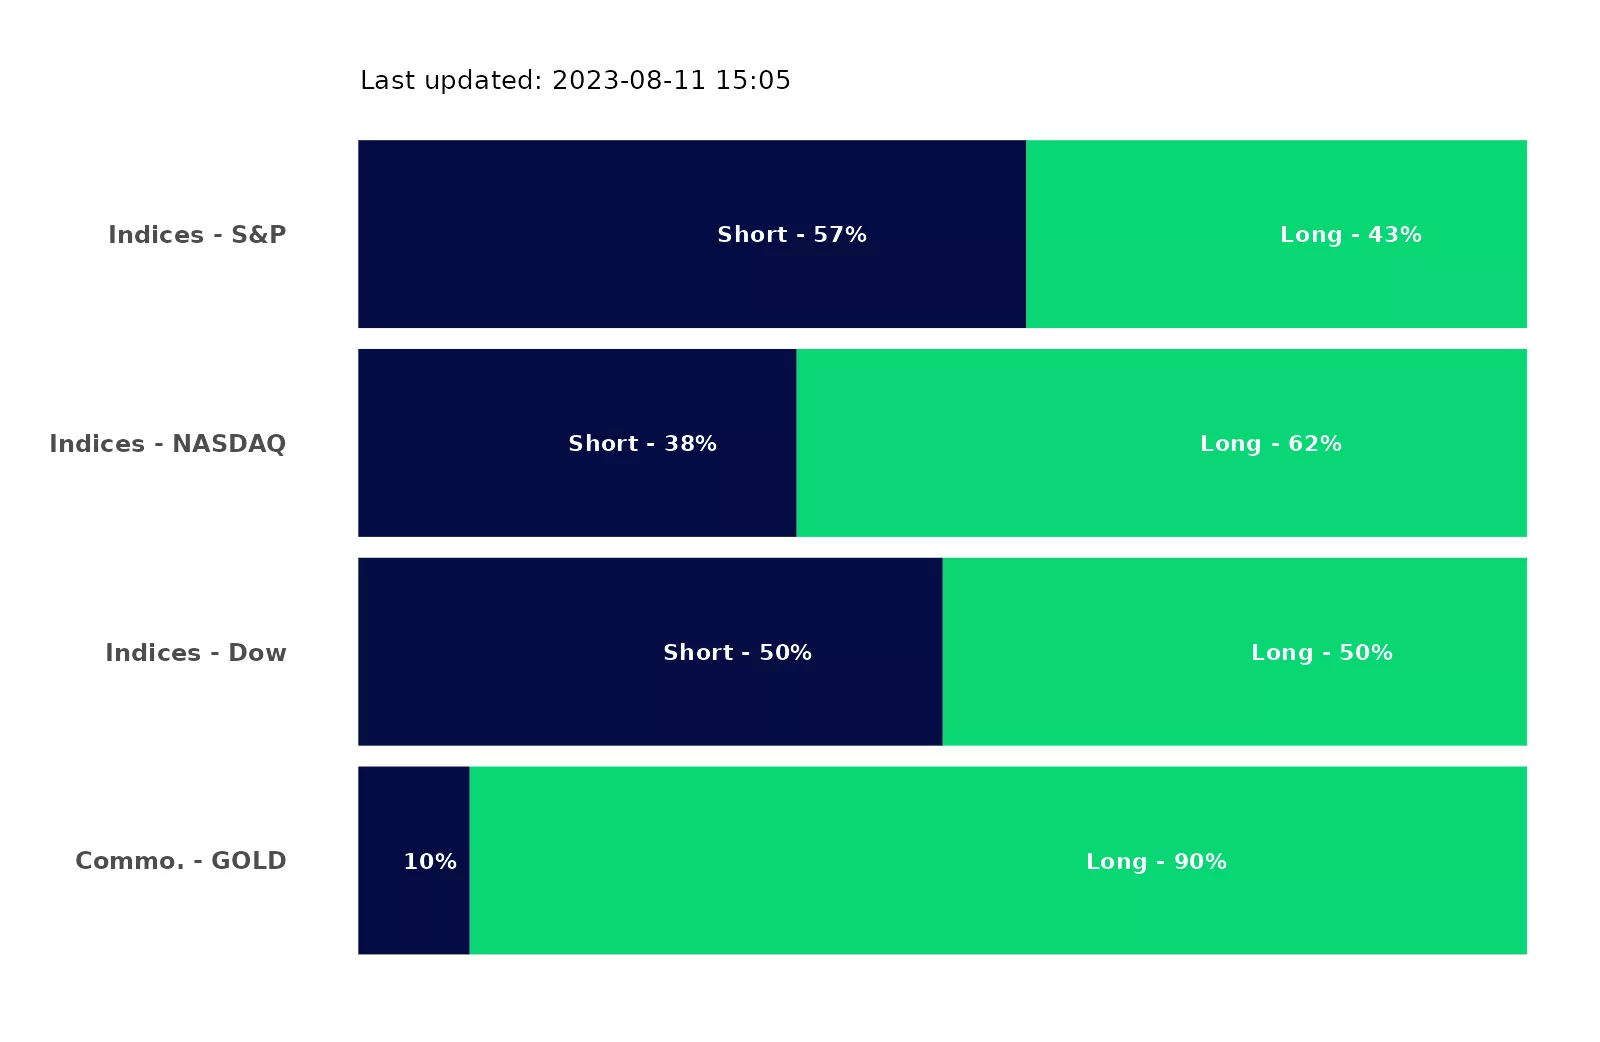 Last updated: 2023-08-11 15:05
Indices - S&P
Short - 57%
Long - 43%
Indices - NASDAQ
Short - 38%
Long - 62%
Indices - Dow
Short - 50%
Long - 50%
Commo. - GOLD
10%
Long - 90%